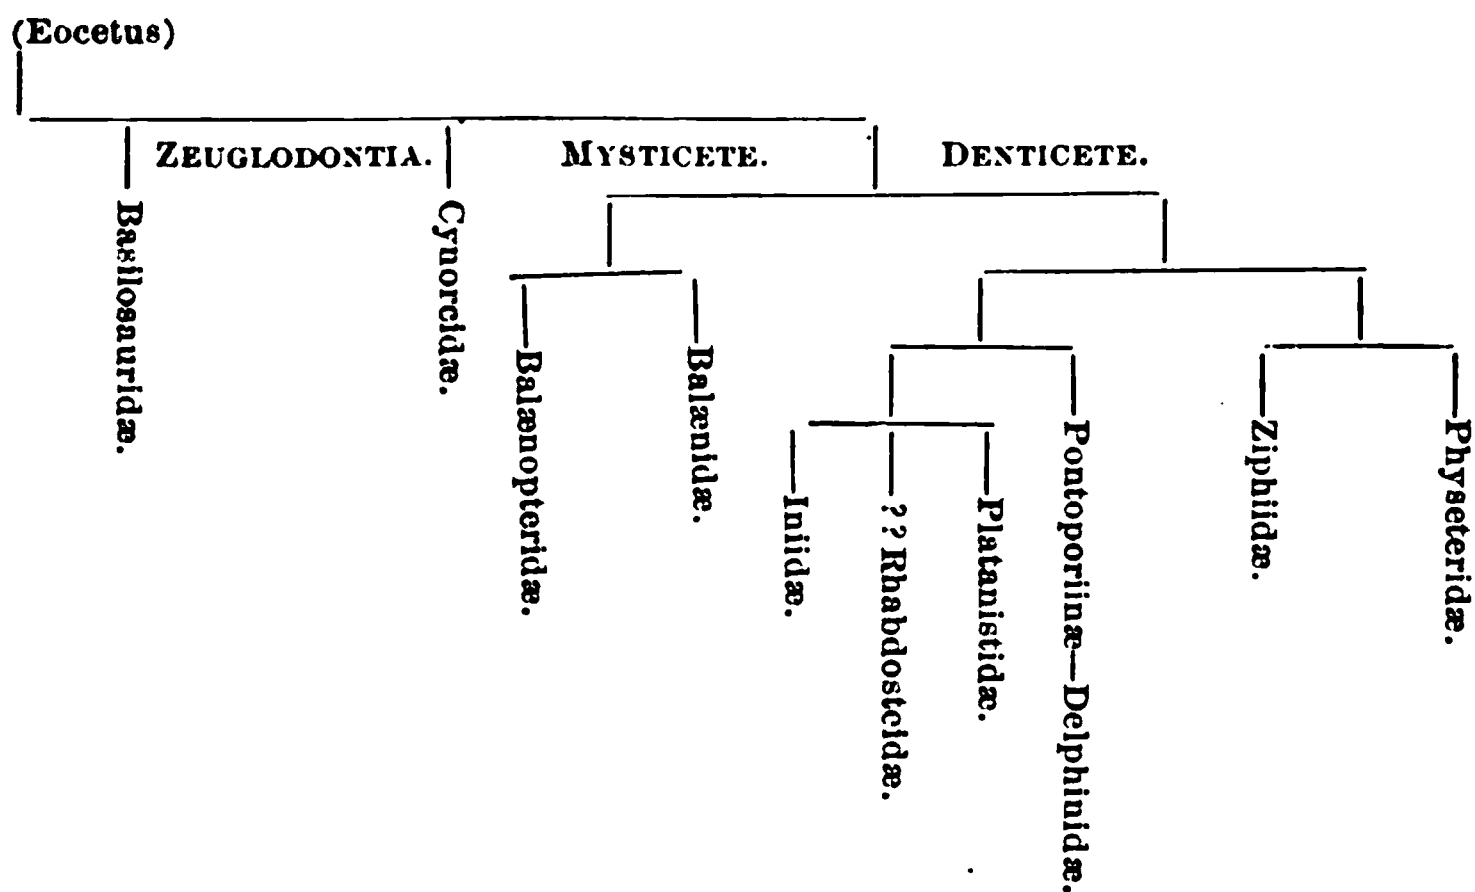 (Eocetus)
ZEUGLODONTIA.
MYSTICETE.
DENTICETE.
Basilosauridæ.
Cynorcidæ.
Balænopteridæ.
Balænidæ.
Iniidæ.
?? Rhabdosteidæ.
Platanistidæ.
Pontoporiinæ—Delphinidæ.
Ziphiidæ.
Physeteridæ.